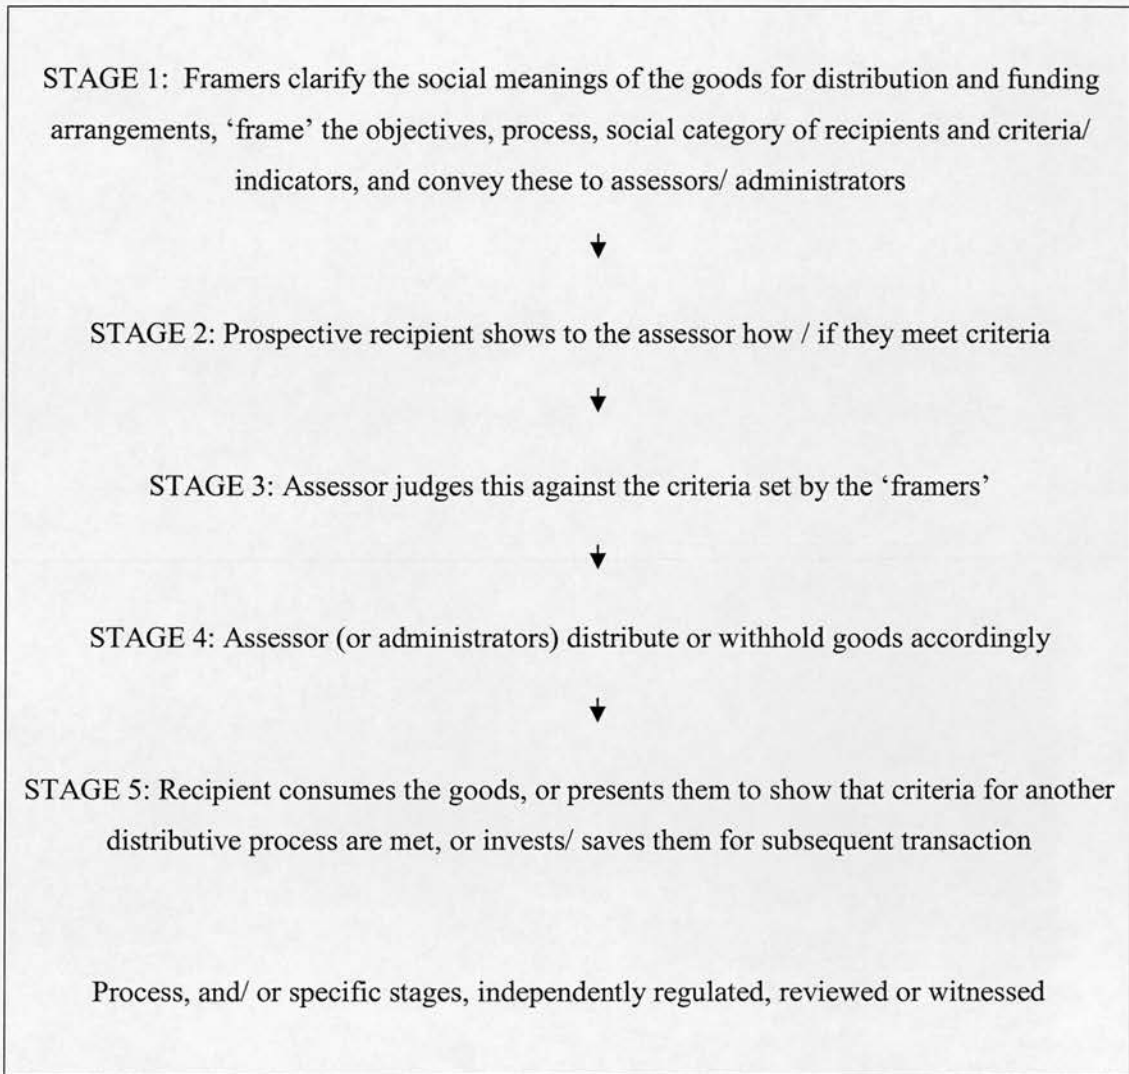 STAGE 1:  Framers clarify the social meanings of the goods for distribution and funding
arrangements, ‘frame’ the objectives, process, social category of recipients and criteria/
indicators, and convey these to assessors/ administrators
STAGE 2: Prospective recipient shows to the assessor how / if they meet criteria
STAGE 3: Assessor judges this against the criteria set by the ‘framers’
STAGE 4: Assessor (or administrators) distribute or withhold goods accordingly
STAGE 5: Recipient consumes the goods, or presents them to show that criteria for another
distributive process are met, or invests/ saves them for subsequent transaction
Process, and/ or specific stages, independently regulated, reviewed or witnessed